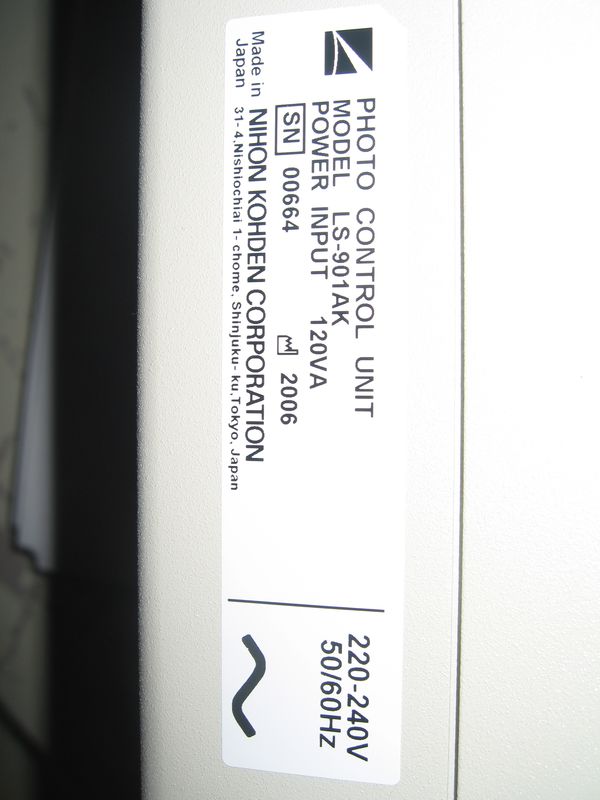 PHOTO CONTROL UNIT
MODEL LS-901AK
POWER INPUT 120VA
SN 00664 2006
Made in Japan
NIHON KOHDEN CORPORATION
31-4,Nishiochiai 1-chome, Shinjuku-ku,Tokyo, Japan
220-240V
50/60Hz